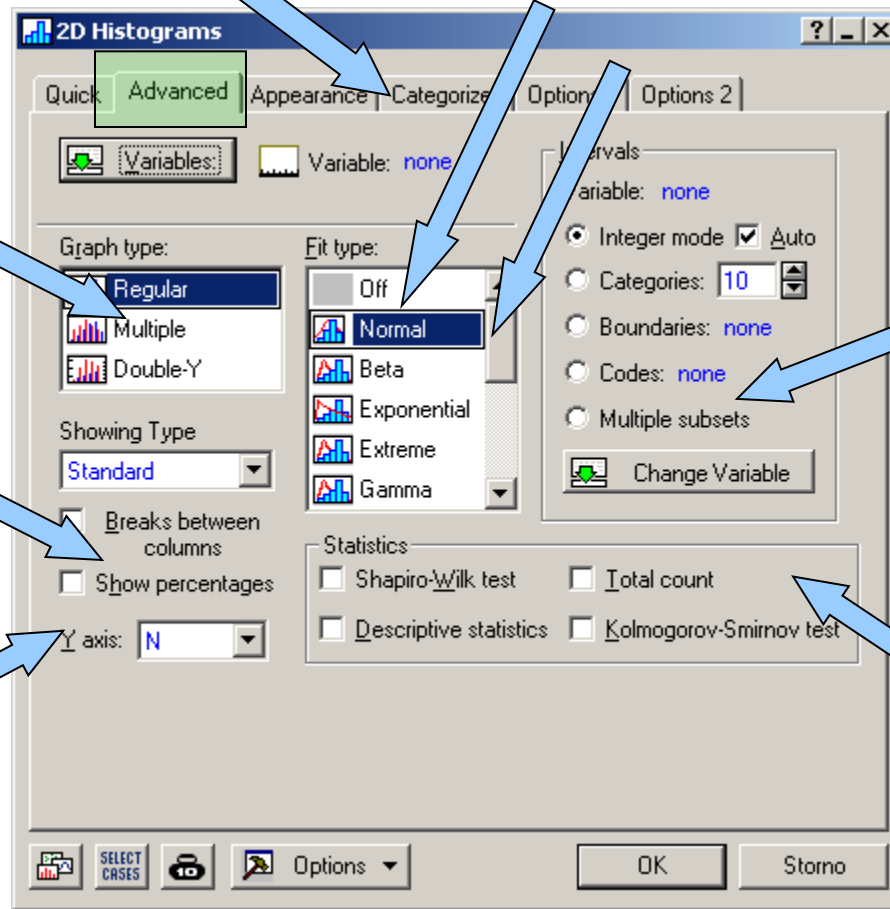 2D Histograms
Quick Advanced Appearance Categorize Option Options 2
Variables: Variable: none
Intervals
ariable: none
Graph type: Fit type:
Integer mode Auto
Regular Off
Categories: 10
Multiple Normal
Boundaries: none
Double-Y Beta
Codes: none
Exponential
Showing Type
Multiple subsets
Extreme
Standard
Change Variable
Gamma
Breaks between
columns
Statistics
Show percentages
Shapiro-Wilk test Total count
Y axis: N
Descriptive statistics Kolmogorov-Smirnov test
SELECT
CASES
Options OK Storno